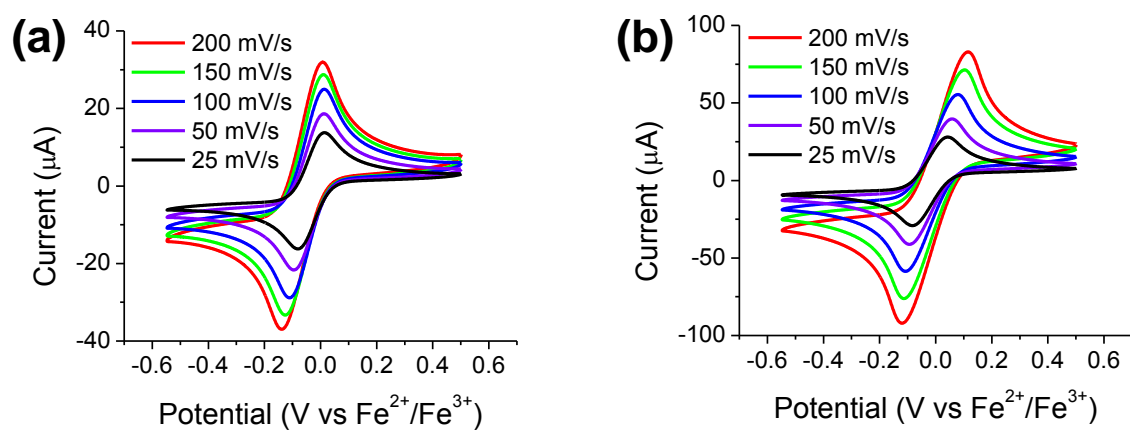 (a)
200 mV/s
150 mV/s
100 mV/s
50 mV/s
25 mV/s
40
20
0
-20
-40
Current (μA)
-0.6 -0.4 -0.2 0.0 0.2 0.4 0.6
Potential (V vs Fe²⁺/Fe³⁺)
(b)
200 mV/s
150 mV/s
100 mV/s
50 mV/s
25 mV/s
100
50
0
-50
-100
Current (μA)
-0.6 -0.4 -0.2 0.0 0.2 0.4 0.6
Potential (V vs Fe²⁺/Fe³⁺)